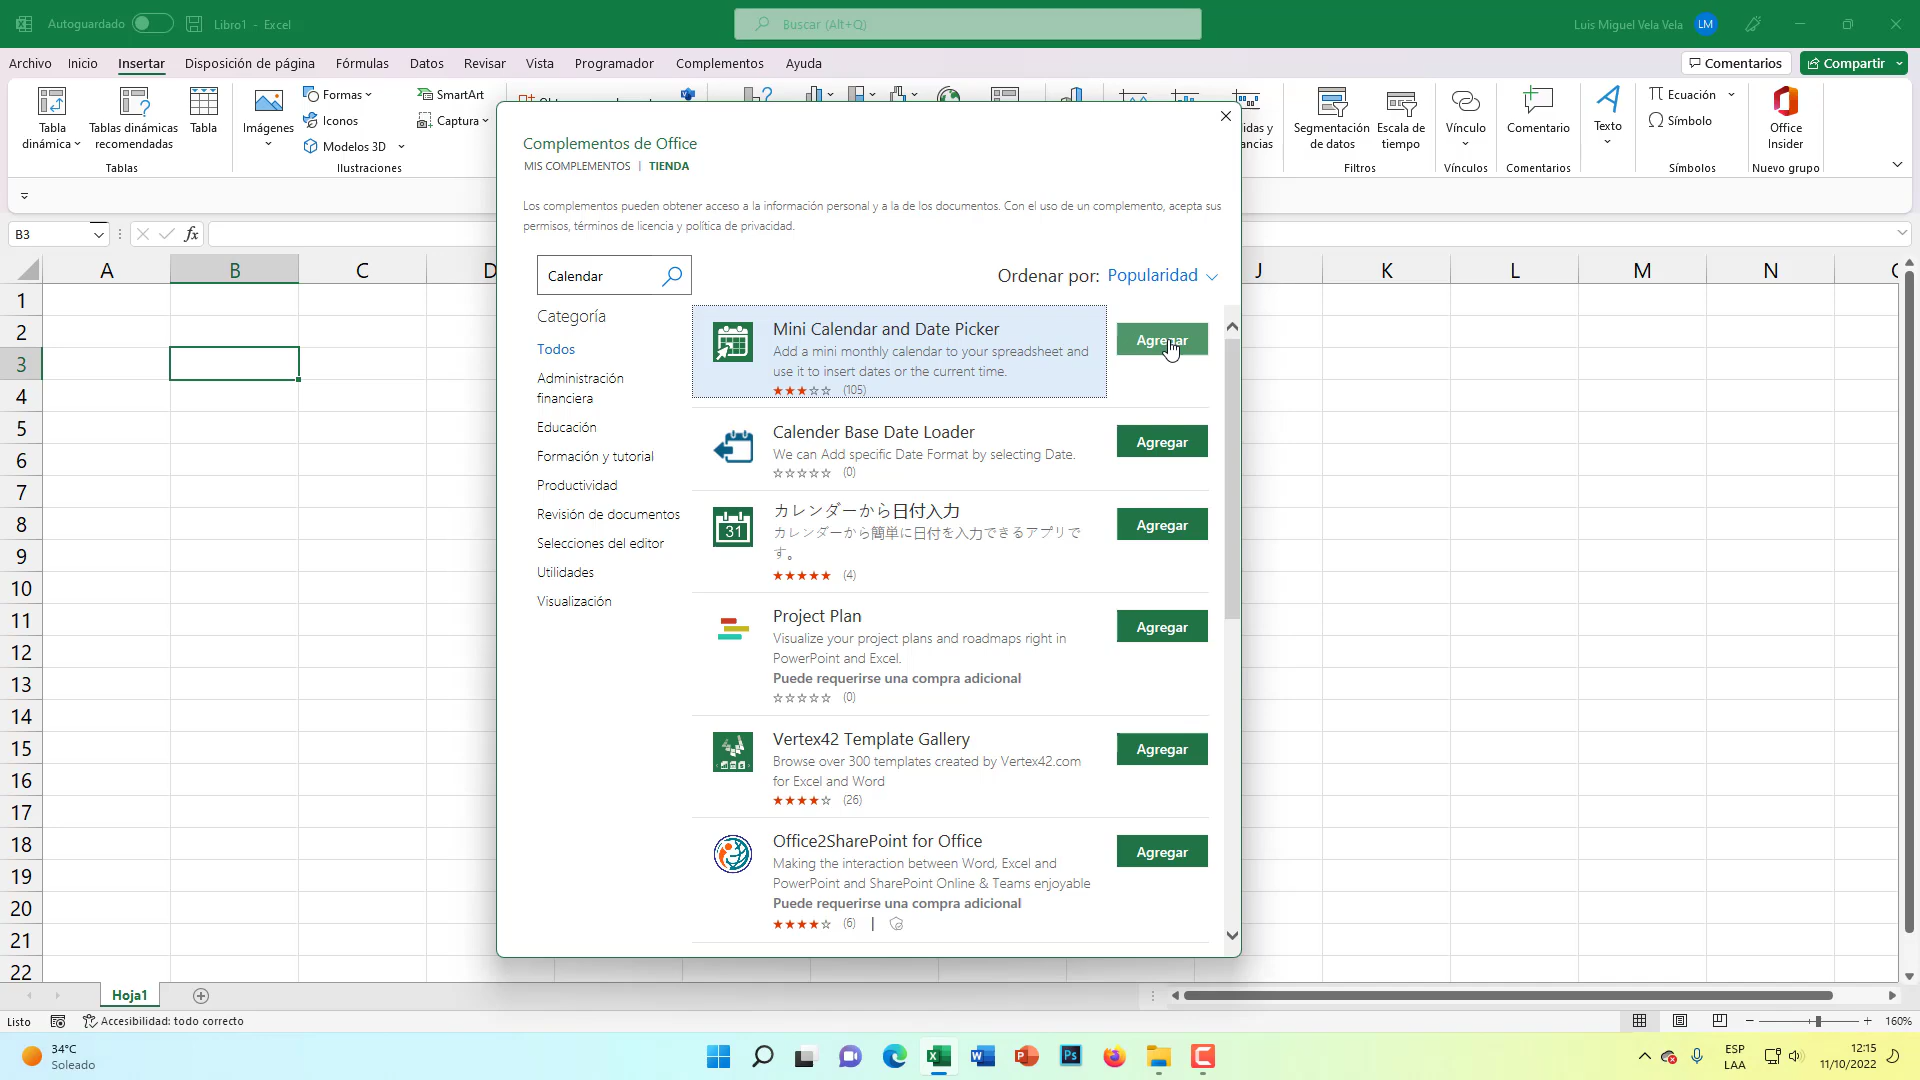 Autoguardado
Libro1 - Excel
Buscar (Alt+Q)
Luis Miguel Vela Vela
LM
Archivo
Inicio
Insertar
Disposición de página
Fórmulas
Datos
Revisar
Vista
Programador
Complementos
Ayuda
Comentarios
Compartir
Tabla
dinámica
Tablas dinámicas
recomendadas
Tabla
Tablas
Imágenes
Formas
Iconos
Modelos 3D
SmartArt
Captura
Ilustraciones
Segmentación
de datos
Escala de
tiempo
Filtros
Vínculo
Vínculos
Comentario
Comentarios
Texto
Ecuación
Símbolo
Símbolos
Office
Insider
Nuevo grupo
B3
fx
A
B
C
D
J
K
L
M
N
1
2
3
4
5
6
7
8
9
10
11
12
13
14
15
16
17
18
19
20
21
22
Complementos de Office
MIS COMPLEMENTOS | TIENDA
Los complementos pueden obtener acceso a la información personal y a la de los documentos. Con el uso de un complemento, acepta sus
permisos, términos de licencia y política de privacidad.
Calendar
Ordenar por: Popularidad
Categoría
Todos
Administración
financiera
Educación
Formación y tutorial
Productividad
Revisión de documentos
Selecciones del editor
Utilidades
Visualización
Mini Calendar and Date Picker
Add a mini monthly calendar to your spreadsheet and
use it to insert dates or the current time.
(105)
Agregar
Calender Base Date Loader
We can Add specific Date Format by selecting Date.
(0)
Agregar
31
カレンダーから日付入力
カレンダーから簡単に日付を入力できるアプリで
す。
(4)
Agregar
Project Plan
Visualize your project plans and roadmaps right in
PowerPoint and Excel.
Puede requerirse una compra adicional
(0)
Agregar
Vertex42 Template Gallery
Browse over 300 templates created by Vertex42.com
for Excel and Word
(26)
Agregar
Office2SharePoint for Office
Making the interaction between Word, Excel and
PowerPoint and SharePoint Online & Teams enjoyable
Puede requerirse una compra adicional
(6) |
Agregar
Hoja1
Listo
Accesibilidad: todo correcto
160%
34°C
Soleado
Ps
ESP
LAA
12:15
11/10/2022